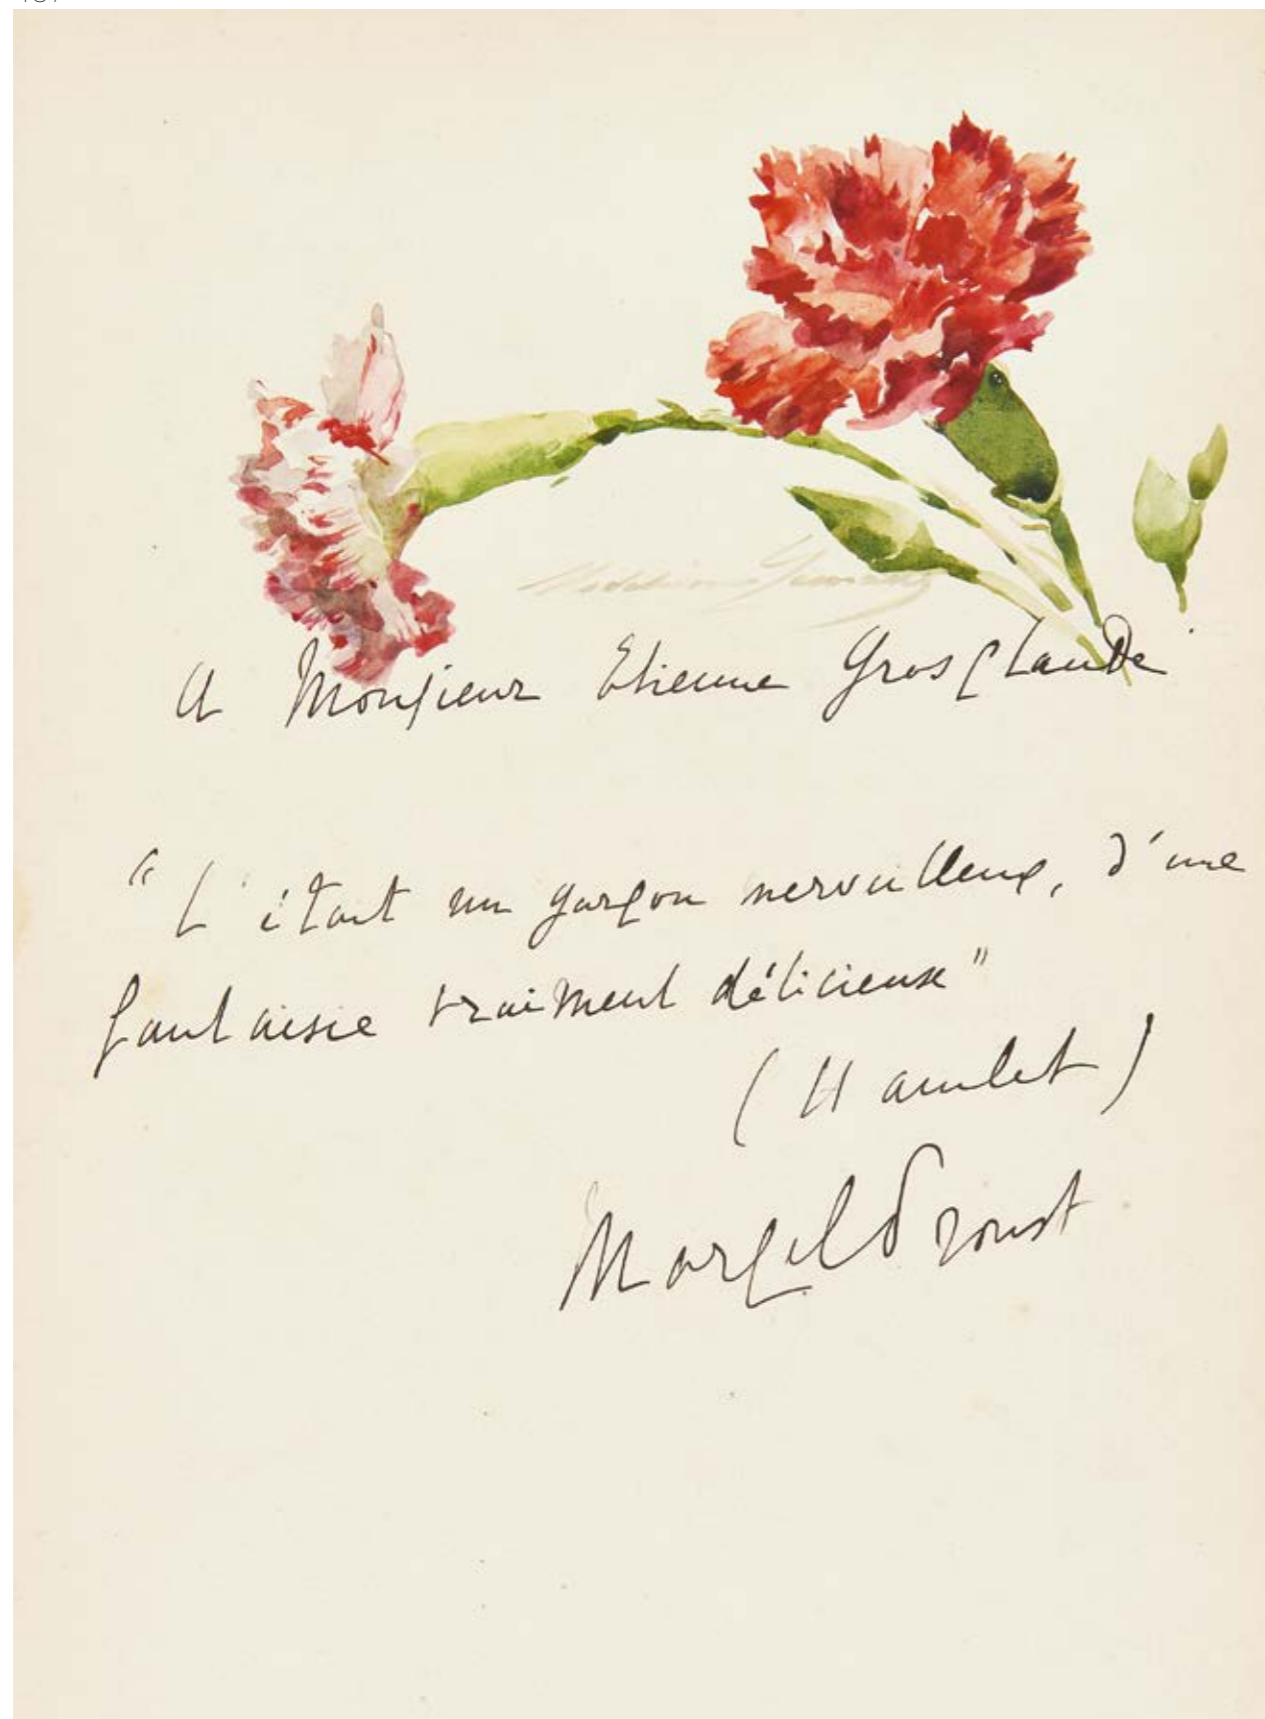 A Monsieur Etienne Grosclaude
"C'était un garçon merveilleux, d'une
fantaisie vraiment délicieuse"
(Hamlet)
Marcel Proust